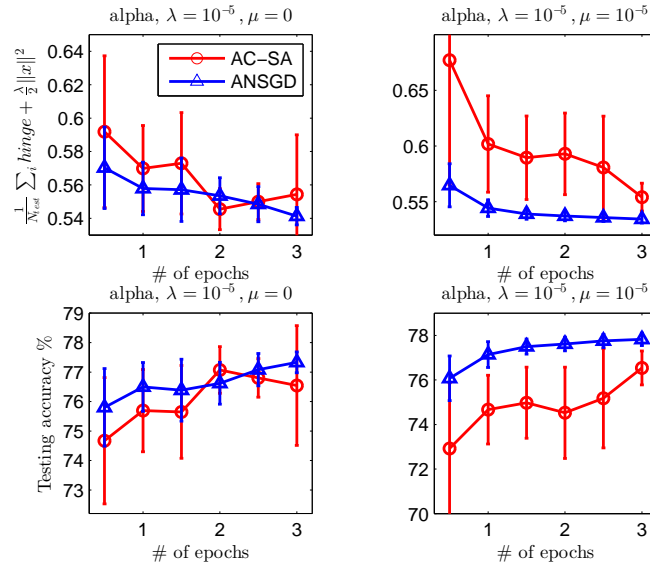 alpha, λ = 10⁻⁵, μ = 0
alpha, λ = 10⁻⁵, μ = 10⁻⁵
1/N_test ∑_i hinge + λ/2 ||x||²
0.64
0.62
0.6
0.58
0.56
0.54
AC−SA
ANSGD
1 2 3
# of epochs
0.65
0.6
0.55
1 2 3
# of epochs
alpha, λ = 10⁻⁵, μ = 0
alpha, λ = 10⁻⁵, μ = 10⁻⁵
Testing accuracy %
79
78
77
76
75
74
73
1 2 3
# of epochs
78
76
74
72
70
1 2 3
# of epochs